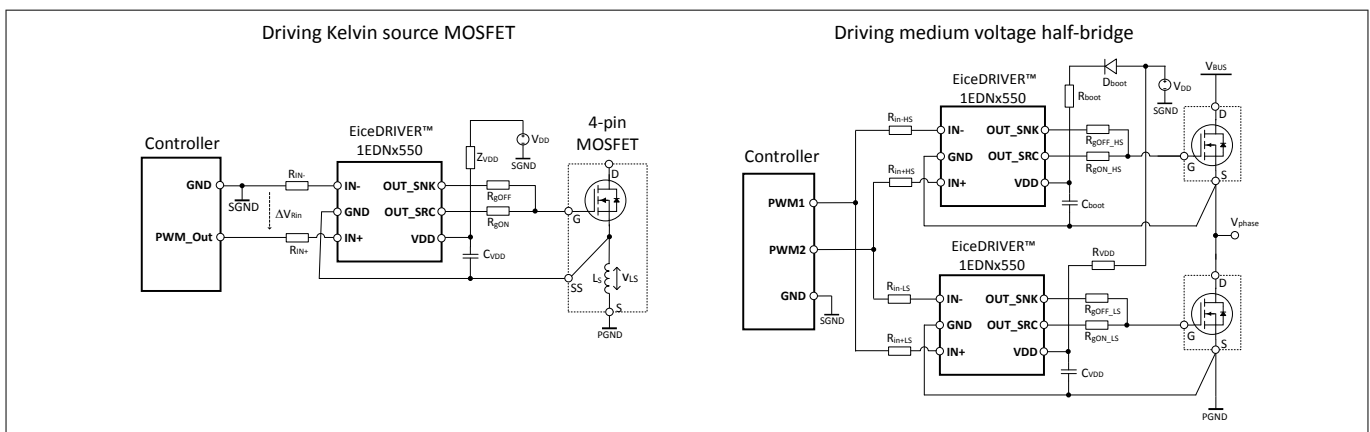 Driving Kelvin source MOSFET
Controller
GND
PWM_Out
SGND
ΔVRin
RIN-
RIN+
EiceDRIVER™
1EDNx550
IN-
GND
IN+
OUT_SNK
OUT_SRC
VDD
ZVDD
VDD
SGND
RgOFF
RgON
CVDD
4-pin
MOSFET
D
G
SS
LS
VLS
S
PGND
Driving medium voltage half-bridge
Controller
PWM1
PWM2
GND
SGND
Rin-HS
Rin+HS
EiceDRIVER™
1EDNx550
IN-
GND
IN+
OUT_SNK
OUT_SRC
VDD
Rboot
Dboot
VDD
SGND
RgOFF_HS
RgON_HS
Cboot
VBUS
D
G
S
Vphase
Rin-LS
Rin+LS
EiceDRIVER™
1EDNx550
IN-
GND
IN+
OUT_SNK
OUT_SRC
VDD
RVDD
RgOFF_LS
RgON_LS
CVDD
D
G
S
PGND